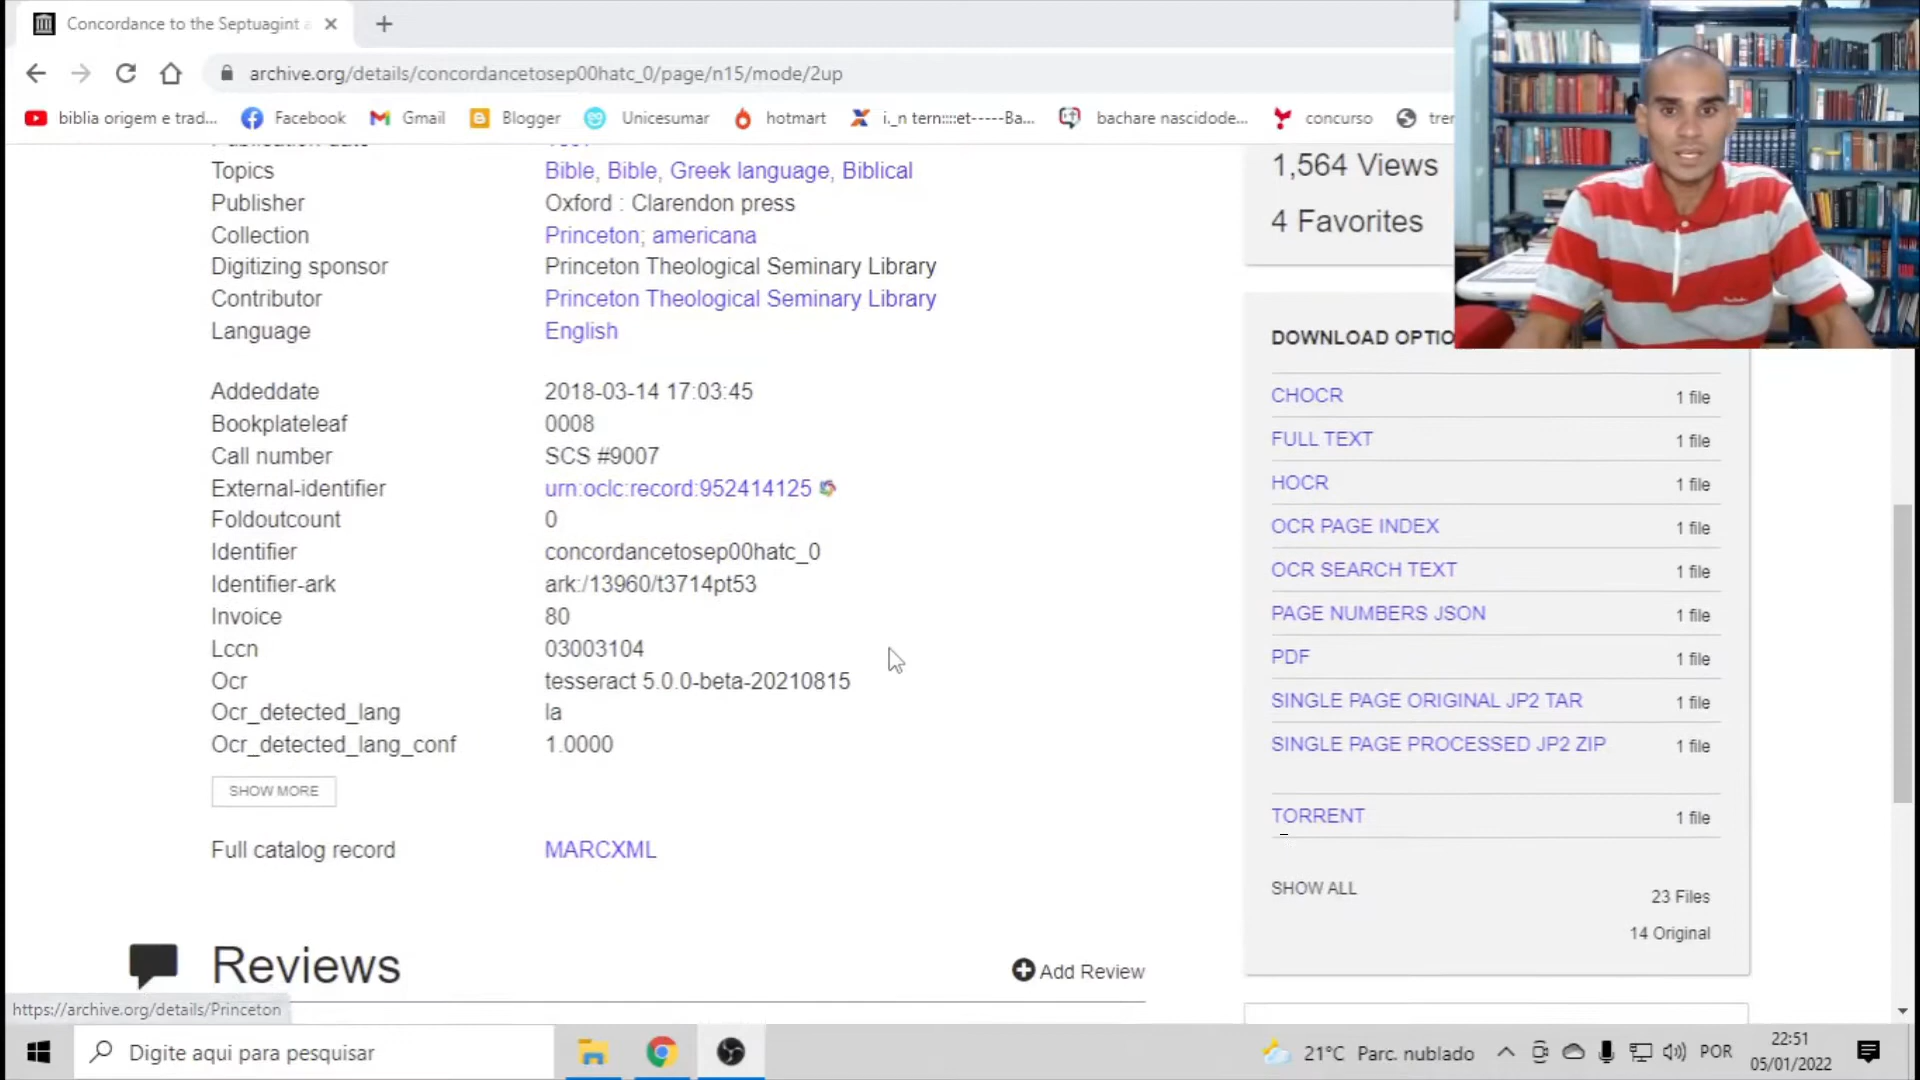 Concordance to the Septuagint a
archive.org/details/concordancetosep00hatc_0/page/n15/mode/2up
biblia origem e trad...
Facebook
Gmail
Blogger
Unicesumar
hotmart
i._n tern::::et-----Ba...
bachare nascidode...
concurso
Topics
Bible, Bible, Greek language, Biblical
Publisher
Oxford : Clarendon press
Collection
Princeton; americana
Digitizing sponsor
Princeton Theological Seminary Library
Contributor
Princeton Theological Seminary Library
Language
English
Addeddate
2018-03-14 17:03:45
Bookplateleaf
0008
Call number
SCS #9007
External-identifier
urn:oclc:record:952414125
Foldoutcount
0
Identifier
concordancetosep00hatc_0
Identifier-ark
ark:/13960/t3714pt53
Invoice
80
Lccn
03003104
Ocr
tesseract 5.0.0-beta-20210815
Ocr_detected_lang
la
Ocr_detected_lang_conf
1.0000
SHOW MORE
Full catalog record
MARCXML
Reviews
Add Review
1,564 Views
4 Favorites
DOWNLOAD OPTIO
CHOCR
1 file
FULL TEXT
1 file
HOCR
1 file
OCR PAGE INDEX
1 file
OCR SEARCH TEXT
1 file
PAGE NUMBERS JSON
1 file
PDF
1 file
SINGLE PAGE ORIGINAL JP2 TAR
1 file
SINGLE PAGE PROCESSED JP2 ZIP
1 file
TORRENT
1 file
SHOW ALL
23 Files
14 Original
https://archive.org/details/Princeton
Digite aqui para pesquisar
21°C Parc. nublado
POR
22:51
05/01/2022